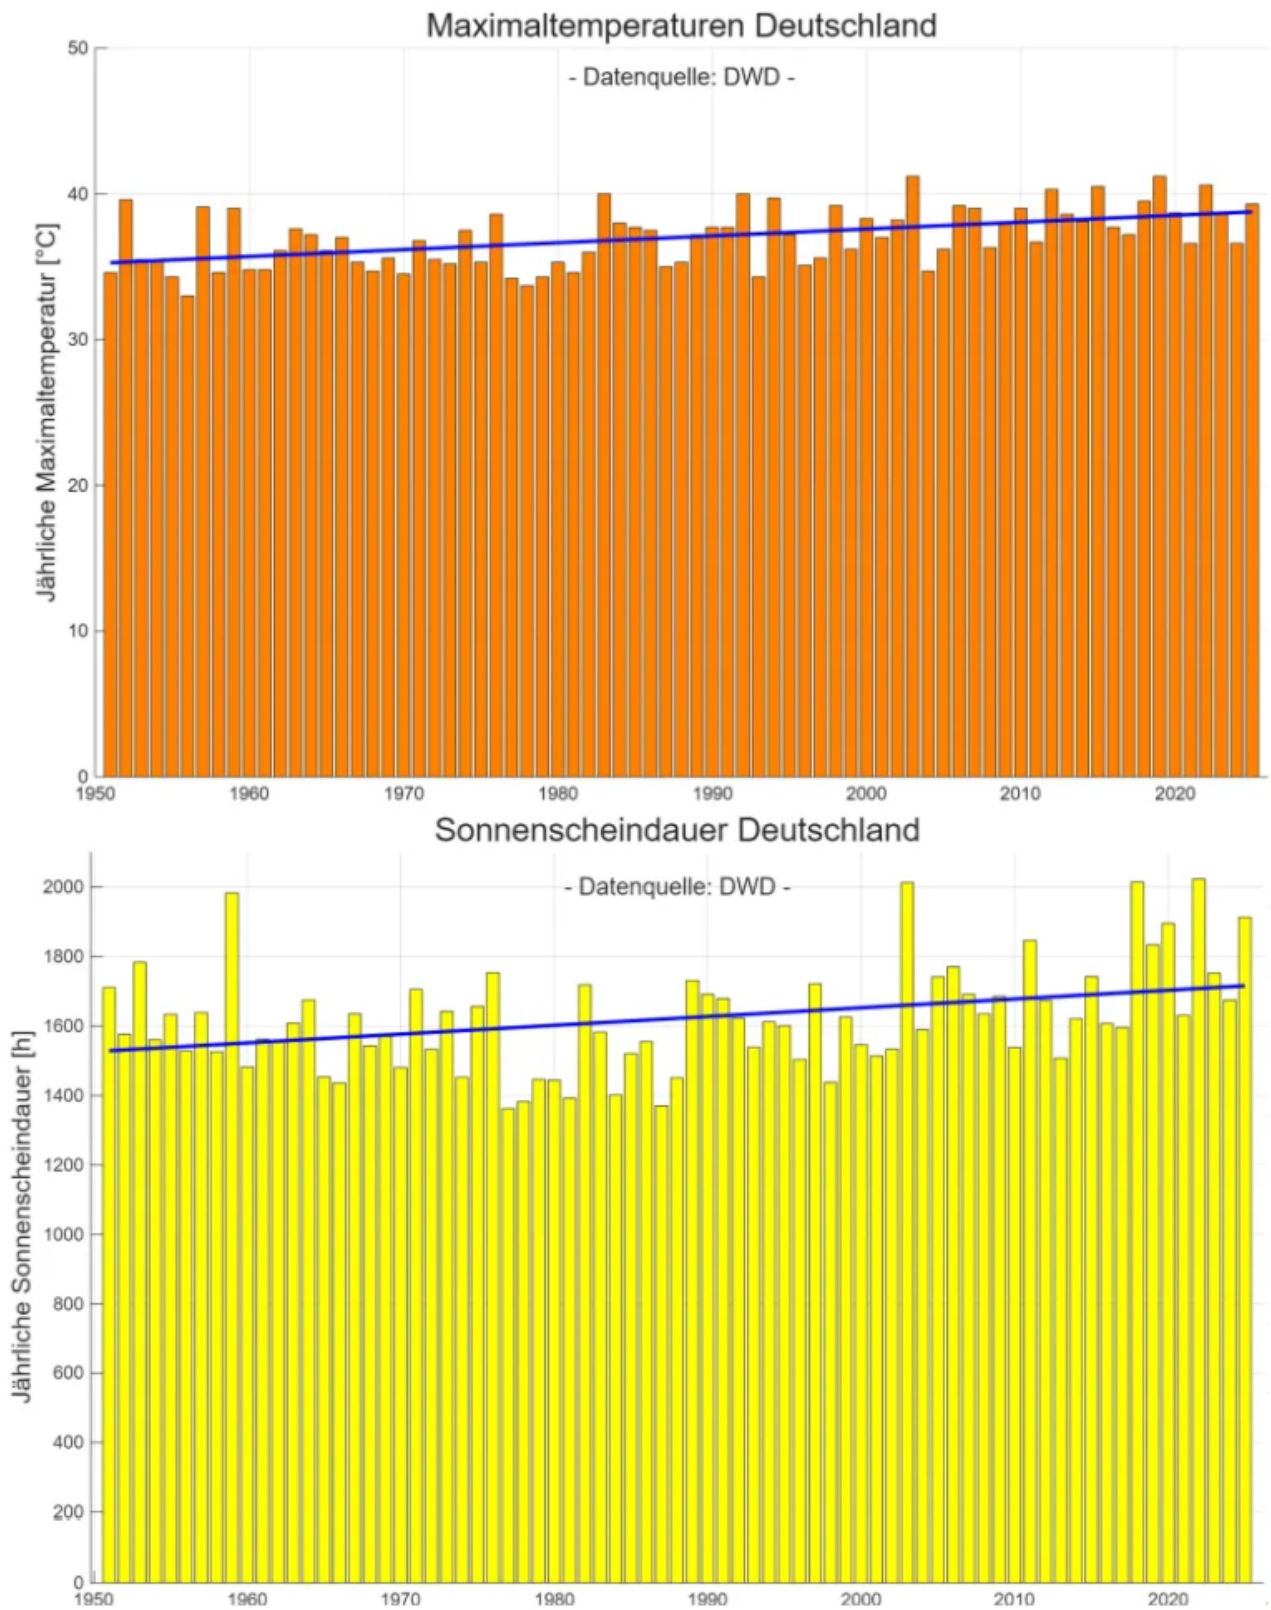 Maximaltemperaturen Deutschland
- Datenquelle: DWD -
Jährliche Maximaltemperatur [°C]
50
40
30
20
10
0
1950 1960 1970 1980 1990 2000 2010 2020
Sonnenscheindauer Deutschland
- Datenquelle: DWD -
Jährliche Sonnenscheindauer [h]
2000
1800
1600
1400
1200
1000
800
600
400
200
0
1950 1960 1970 1980 1990 2000 2010 2020